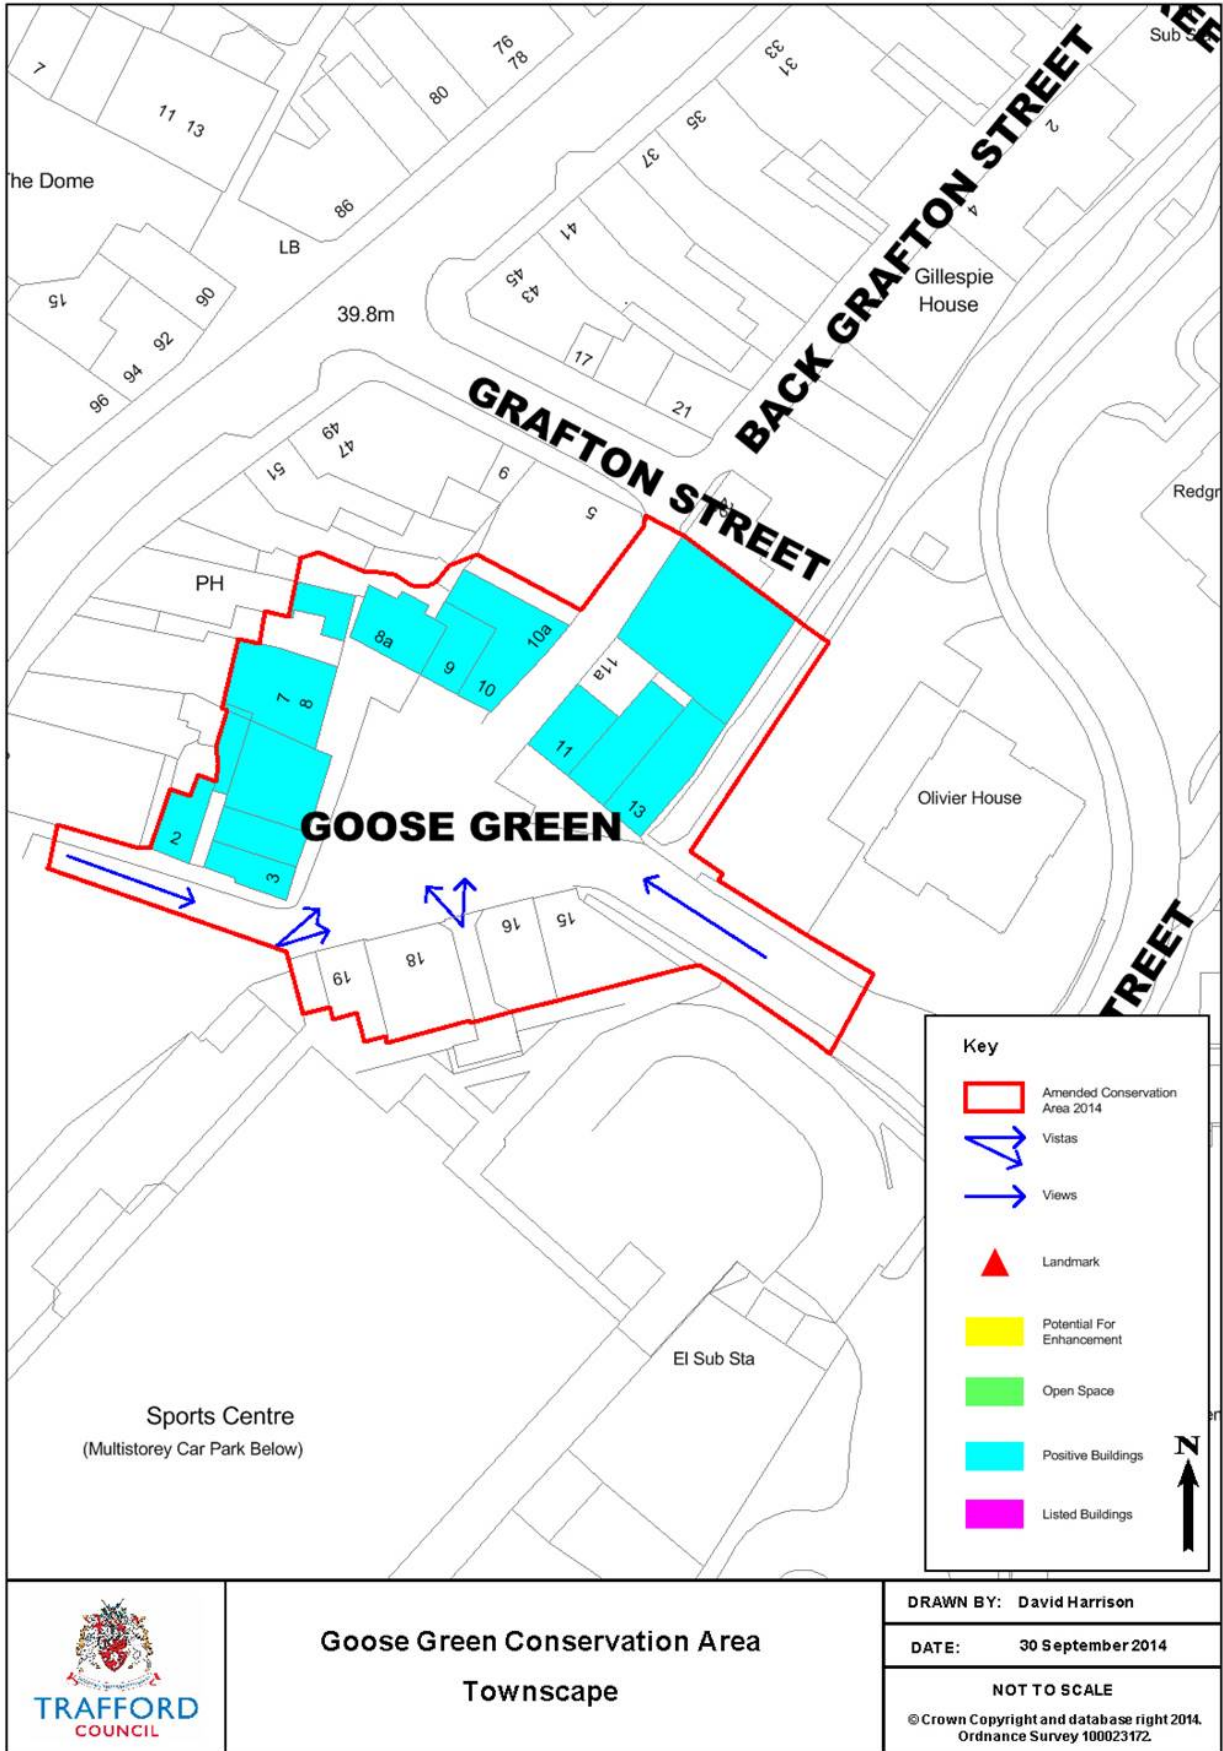 7
11 13
76
78
80
33
31
35
37
Sub
2
4
BACK GRAFTON STREET
The Dome
86
LB
41
45
43
15
90
92
94
96
39.8m
Gillespie
House
17
21
GRAFTON STREET
49
47
51
6
5
Redgr
PH
8a
9
10
10a
11a
11
13
7
8
2
3
GOOSE GREEN
Olivier House
19
18
16
15
TREET
El Sub Sta
Sports Centre
(Multistorey Car Park Below)
Key
Amended Conservation
Area 2014
Vistas
Views
Landmark
Potential For
Enhancement
Open Space
Positive Buildings
Listed Buildings
N
TRAFFORD
COUNCIL
Goose Green Conservation Area
Townscape
DRAWN BY: David Harrison
DATE: 30 September 2014
NOT TO SCALE
© Crown Copyright and database right 2014.
Ordnance Survey 100023172.